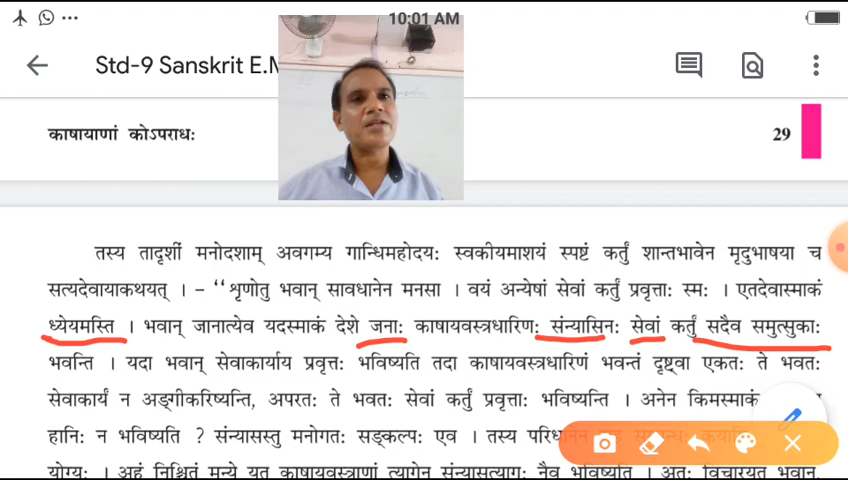 10:01 AM
Std-9 Sanskrit E.M
काषायाणां कोऽपराधः 29
तस्य तादृशीं मनोदशाम् अवगम्य गान्धिमहोदयः स्वकीयमाशयं स्पष्टं कर्तुं शान्तभावेन मृदुभाषया च
सत्यदेवायाकथयत् । – “शृणोतु भवान् सावधानेन मनसा । वयं अन्येषां सेवां कर्तुं प्रवृत्ताः स्मः । एतदेवास्माकं
ध्येयमस्ति । भवान् जानात्येव यदस्माकं देशे जनाः काषायवस्त्रधारिणः संन्यासिनः सेवां कर्तुं सदैव समुत्सुकाः
भवन्ति । यदा भवान् सेवाकार्याय प्रवृत्तः भविष्यति तदा काषायवस्त्रधारिणं भवन्तं दृष्ट्वा एकतः ते भवतः
सेवाकार्यं न अङ्गीकरिष्यन्ति, अपरतः ते भवतः सेवां कर्तुं प्रवृत्ताः भविष्यन्ति । अनेन किमस्माकं
हानिः न भविष्यति ? संन्यासस्तु मनोगतः सङ्कल्पः एव । तस्य
योग्यः । अहं निश्चितं मन्ये यत् काषायवस्त्राणां त्यागेन संन्यासत्यागः नैव भविष्यति । अतः विचारयतु भवान्,